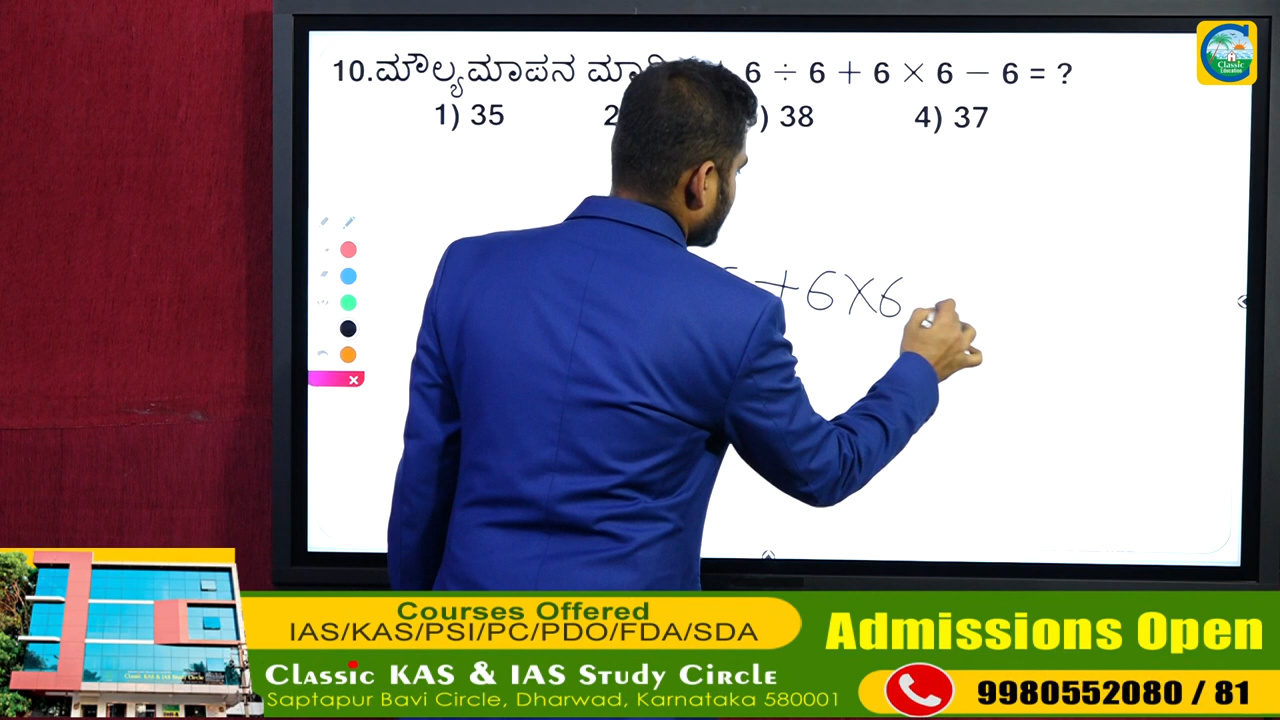 10.ಮೌಲ್ಯಮಾಪನ 6 ÷ 6 + 6 × 6 − 6 = ?
1) 35 2 ) 38 4) 37
+ 6 × 6
Classic
Education
Courses Offered
IAS/KAS/PSI/PC/PDO/FDA/SDA
Classic KAS & IAS Study Circle
Saptapur Bavi Circle, Dharwad, Karnataka 580001
Admissions Open
9980552080 / 81